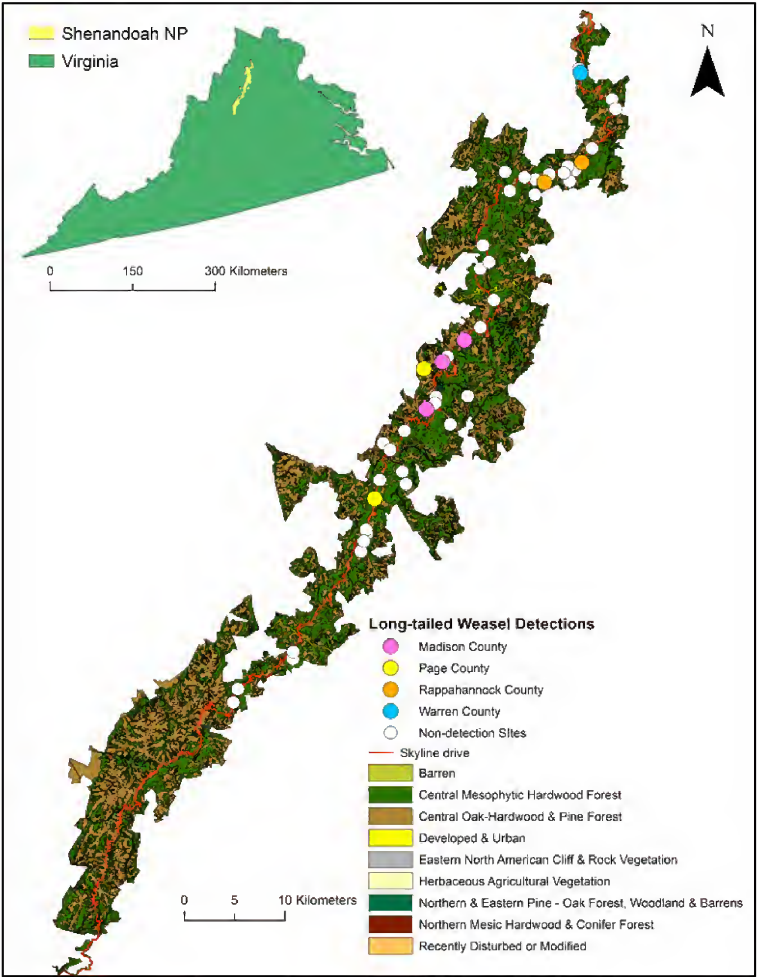 Shenandoah NP
Virginia
N
0 150 300 Kilometers
Long-tailed Weasel Detections
Madison County
Page County
Rappahannock County
Warren County
Non-detection SItes
Skyline drive
Barren
Central Mesophytic Hardwood Forest
Central Oak-Hardwood & Pine Forest
Developed & Urban
Eastern North American Cliff & Rock Vegetation
Herbaceous Agricultural Vegetation
Northern & Eastern Pine - Oak Forest, Woodland & Barrens
Northern Mesic Hardwood & Conifer Forest
Recently Disturbed or Modified
0 5 10 Kilometers